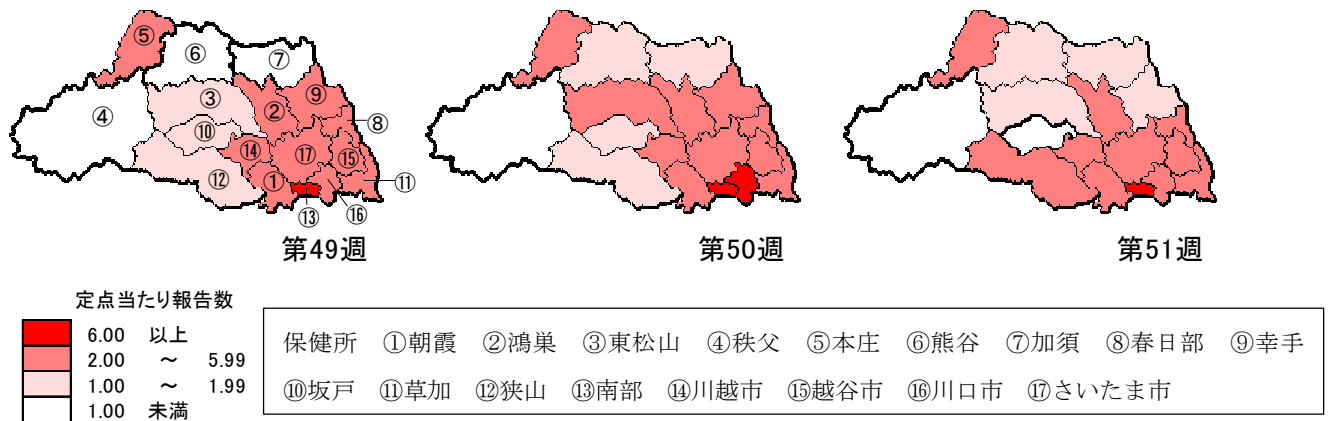 ⑤
⑥
⑦
④
③
②
⑨
⑧
⑩
⑭
⑰
⑮
⑫
①
⑪
⑬
⑯
第49週
第50週
第51週
定点当たり報告数
6.00 以上
2.00 ～ 5.99
1.00 ～ 1.99
1.00 未満
保健所 ①朝霞 ②鴻巣 ③東松山 ④秩父 ⑤本庄 ⑥熊谷 ⑦加須 ⑧春日部 ⑨幸手
⑩坂戸 ⑪草加 ⑫狭山 ⑬南部 ⑭川越市 ⑮越谷市 ⑯川口市 ⑰さいたま市